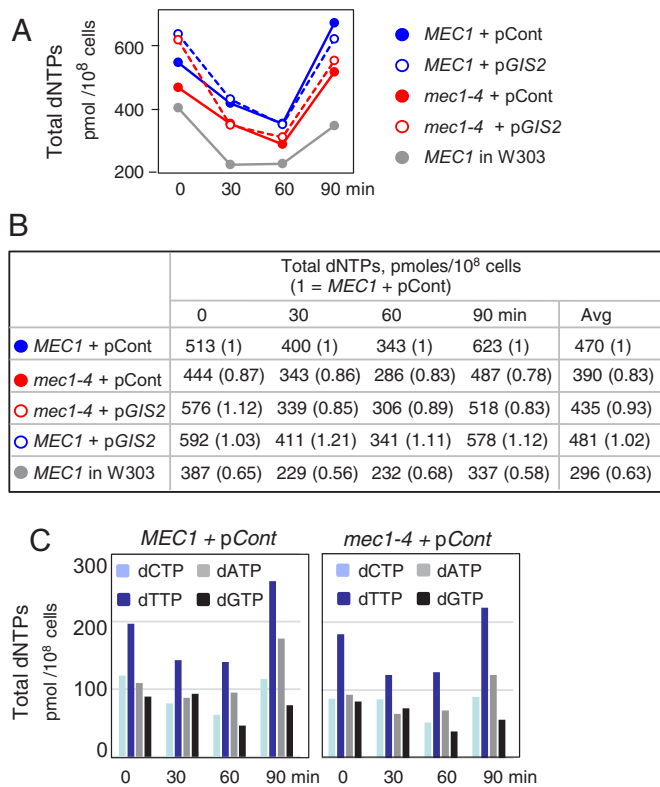 A
Total dNTPs
pmol /10⁸ cells
600
400
200
0 30 60 90 min
MEC1 + pCont
MEC1 + pGIS2
mec1-4 + pCont
mec1-4 + pGIS2
MEC1 in W303
B
Total dNTPs, pmoles/10⁸ cells
(1 = MEC1 + pCont)
0 30 60 90 min Avg
MEC1 + pCont 513 (1) 400 (1) 343 (1) 623 (1) 470 (1)
mec1-4 + pCont 444 (0.87) 343 (0.86) 286 (0.83) 487 (0.78) 390 (0.83)
mec1-4 + pGIS2 576 (1.12) 339 (0.85) 306 (0.89) 518 (0.83) 435 (0.93)
MEC1 + pGIS2 592 (1.03) 411 (1.21) 341 (1.11) 578 (1.12) 481 (1.02)
MEC1 in W303 387 (0.65) 229 (0.56) 232 (0.68) 337 (0.58) 296 (0.63)
C
MEC1 + pCont
mec1-4 + pCont
Total dNTPs
pmol /10⁸ cells
300
200
100
0
dCTP dATP
dTTP dGTP
dCTP dATP
dTTP dGTP
0 30 60 90 min
0 30 60 90 min